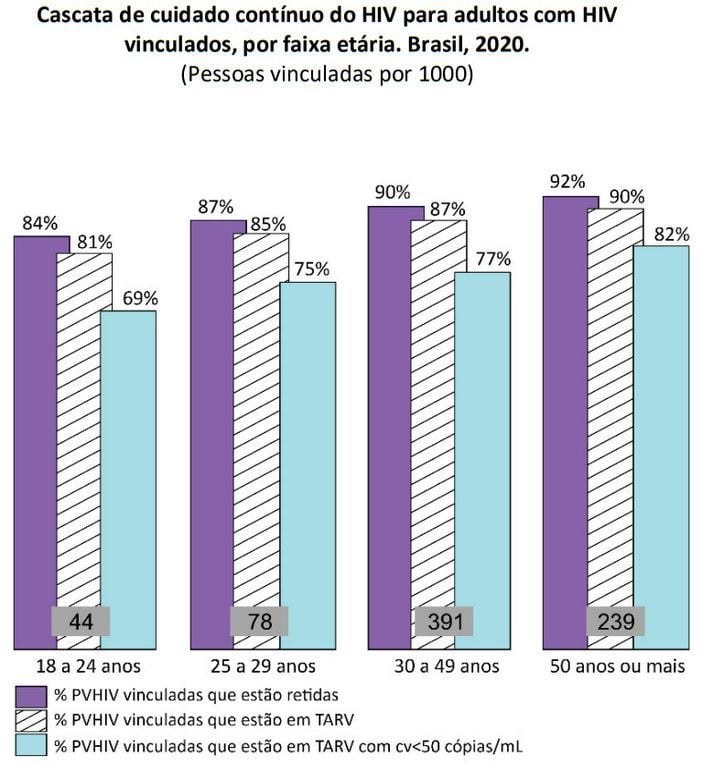 Cascata de cuidado contínuo do HIV para adultos com HIV
vinculados, por faixa etária. Brasil, 2020.
(Pessoas vinculadas por 1000)
84%
81%
69%
87%
85%
75%
90%
87%
77%
92%
90%
82%
44
78
391
239
18 a 24 anos
25 a 29 anos
30 a 49 anos
50 anos ou mais
% PVHIV vinculadas que estão retidas
% PVHIV vinculadas que estão em TARV
% PVHIV vinculadas que estão em TARV com cv<50 cópias/mL